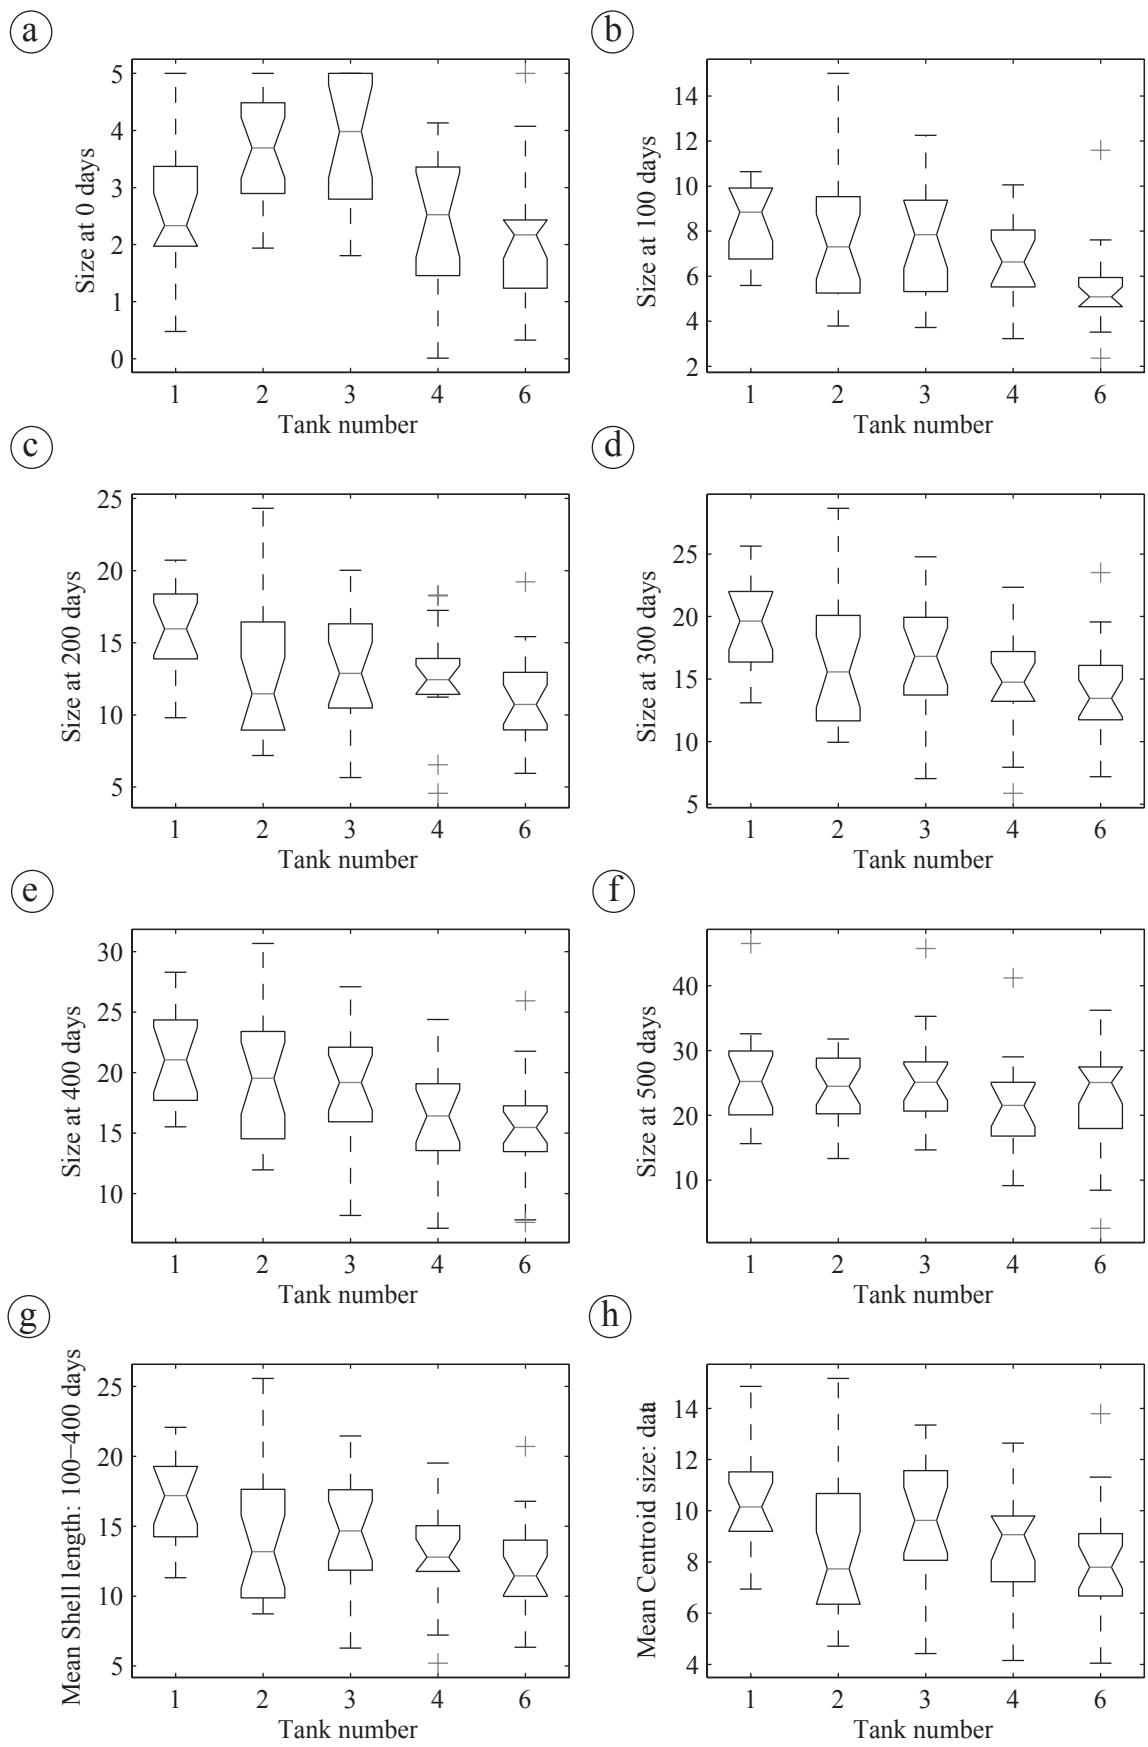 a
b
5
4
3
2
1
0
Size at 0 days
1 2 3 4 6
Tank number
14
12
10
8
6
4
2
Size at 100 days
1 2 3 4 6
Tank number
c
d
25
20
15
10
5
Size at 200 days
1 2 3 4 6
Tank number
25
20
15
10
5
Size at 300 days
1 2 3 4 6
Tank number
e
f
30
25
20
15
10
Size at 400 days
1 2 3 4 6
Tank number
40
30
20
10
Size at 500 days
1 2 3 4 6
Tank number
g
h
25
20
15
10
5
Mean Shell length: 100−400 days
1 2 3 4 6
Tank number
14
12
10
8
6
4
Mean Centroid size:
1 2 3 4 6
Tank number